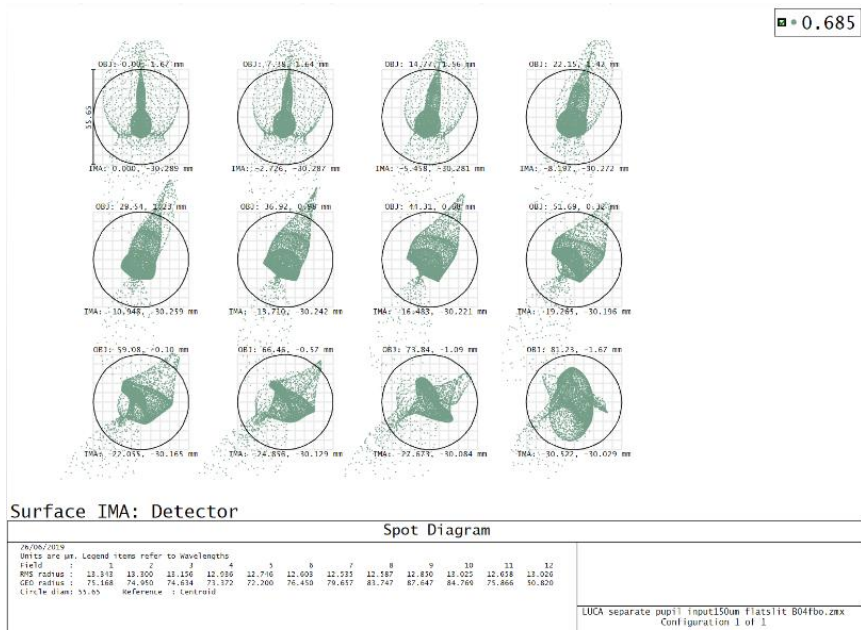 0.685
OBJ: 0.00, 1.67 mm OBJ: 7.38, 1.64 mm OBJ: 14.77, 1.56 mm OBJ: 22.15, 1.42 mm
55.65
IMA: 0.000, -30.289 mm IMA: -2.726, -30.287 mm IMA: -5.458, -30.281 mm IMA: -8.197, -30.272 mm
OBJ: 29.54, 1.23 mm OBJ: 36.92, 0.98 mm OBJ: 44.31, 0.68 mm OBJ: 51.69, 0.32 mm
IMA: -10.948, -30.259 mm IMA: -13.710, -30.242 mm IMA: -16.483, -30.221 mm IMA: -19.265, -30.196 mm
OBJ: 59.08, -0.10 mm OBJ: 66.46, -0.57 mm OBJ: 73.84, -1.09 mm OBJ: 81.23, -1.67 mm
IMA: -22.055, -30.165 mm IMA: -24.856, -30.129 mm IMA: -27.673, -30.084 mm IMA: -30.527, -30.029 mm
Surface IMA: Detector
Spot Diagram
26/06/2019
Units are µm. Legend items refer to Wavelengths
Field : 1 2 3 4 5 6 7 8 9 10 11 12
RMS radius : 13.343 13.300 13.156 12.936 12.746 12.603 12.535 12.587 12.850 13.025 12.658 13.026
GEO radius : 75.168 74.950 74.634 73.372 72.200 76.450 79.657 83.747 87.647 84.769 75.866 50.820
Circle diam: 55.65 Reference : Centroid
LUCA separate pupil input150um flatslit B04fbo.zmx
Configuration 1 of 1